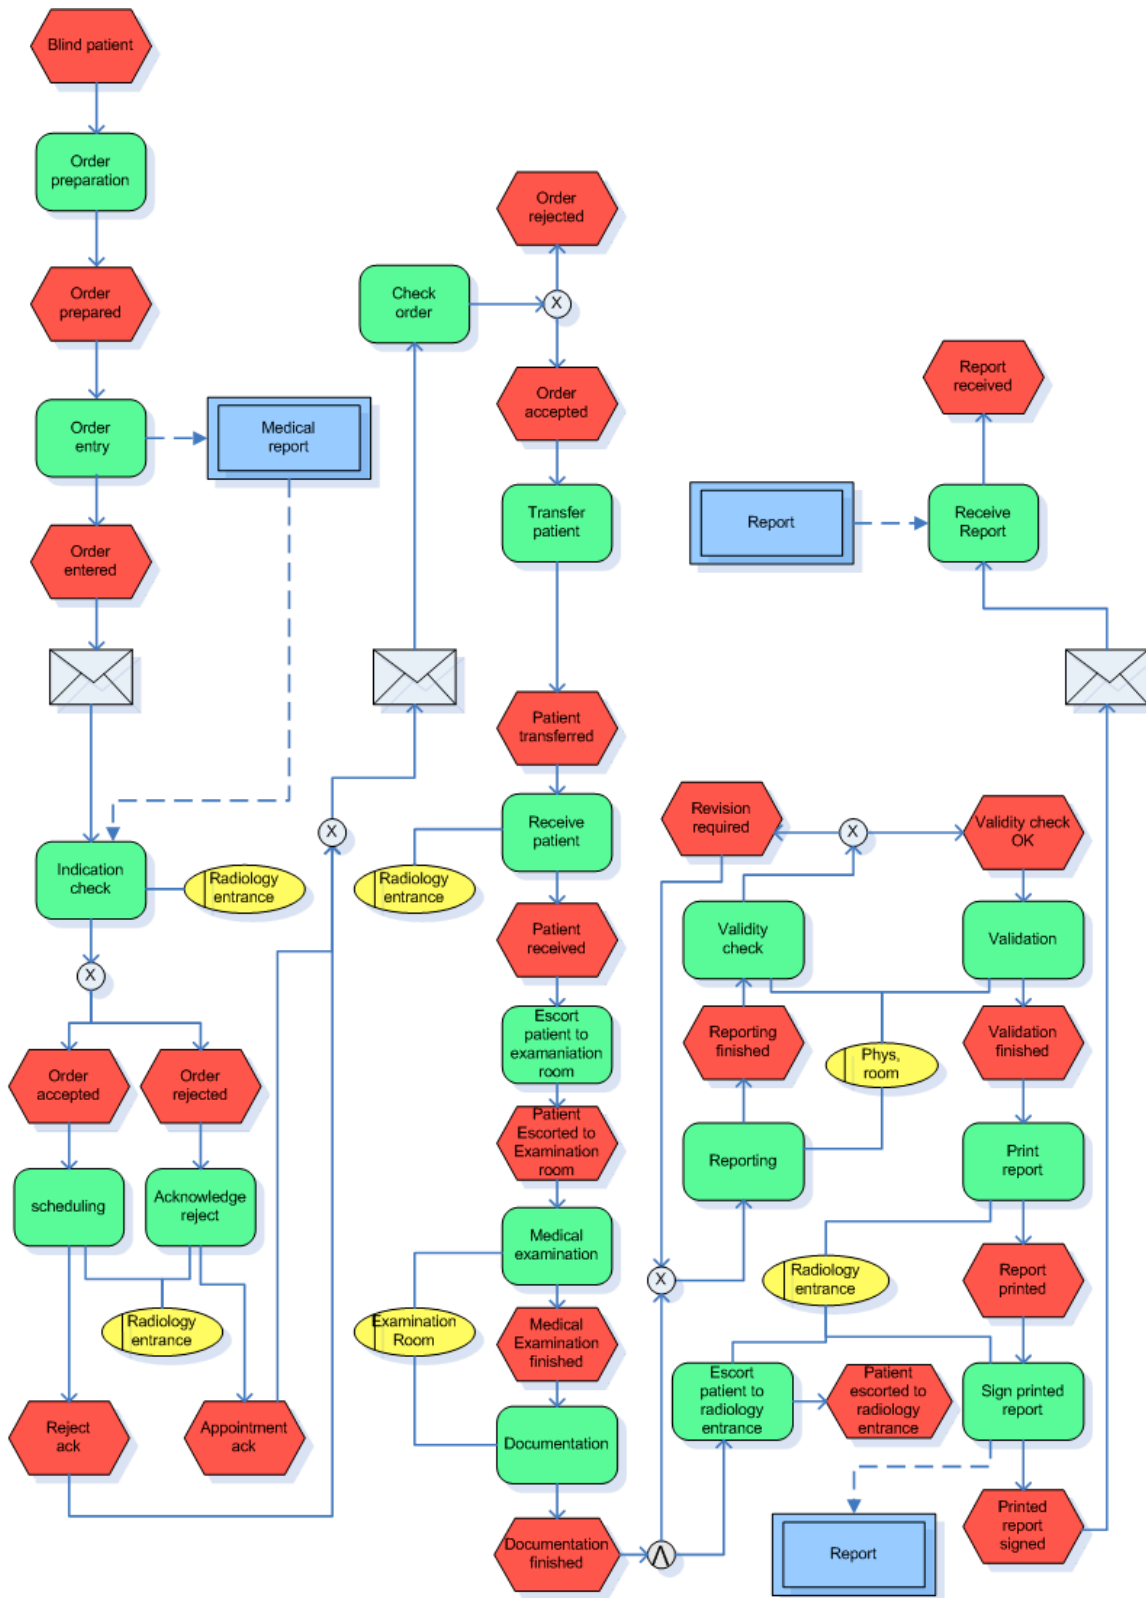 Blind patient
Order
preparation
Order
prepared
Order
entry
Medical
report
Order
entered
Indication
check
Radiology
entrance
X
Order
accepted
Order
rejected
scheduling
Acknowledge
reject
Radiology
entrance
Reject
ack
Appointment
ack
X
Check
order
X
Order
rejected
Order
accepted
Transfer
patient
Patient
transferred
Receive
patient
Radiology
entrance
Patient
received
Escort
patient to
examaniation
room
Patient
Escorted to
Examination
room
Medical
examination
Examination
Room
Medical
Examination
finished
Documentation
Documentation
finished
Λ
X
Escort
patient to
radiology
entrance
Patient
escorted to
radiology
entrance
Reporting
Reporting
finished
Phys,
room
Validity
check
X
Revision
required
Validity check
OK
Validation
Validation
finished
Print
report
Radiology
entrance
Report
printed
Sign printed
report
Report
Printed
report
signed
Report
Receive
Report
Report
received